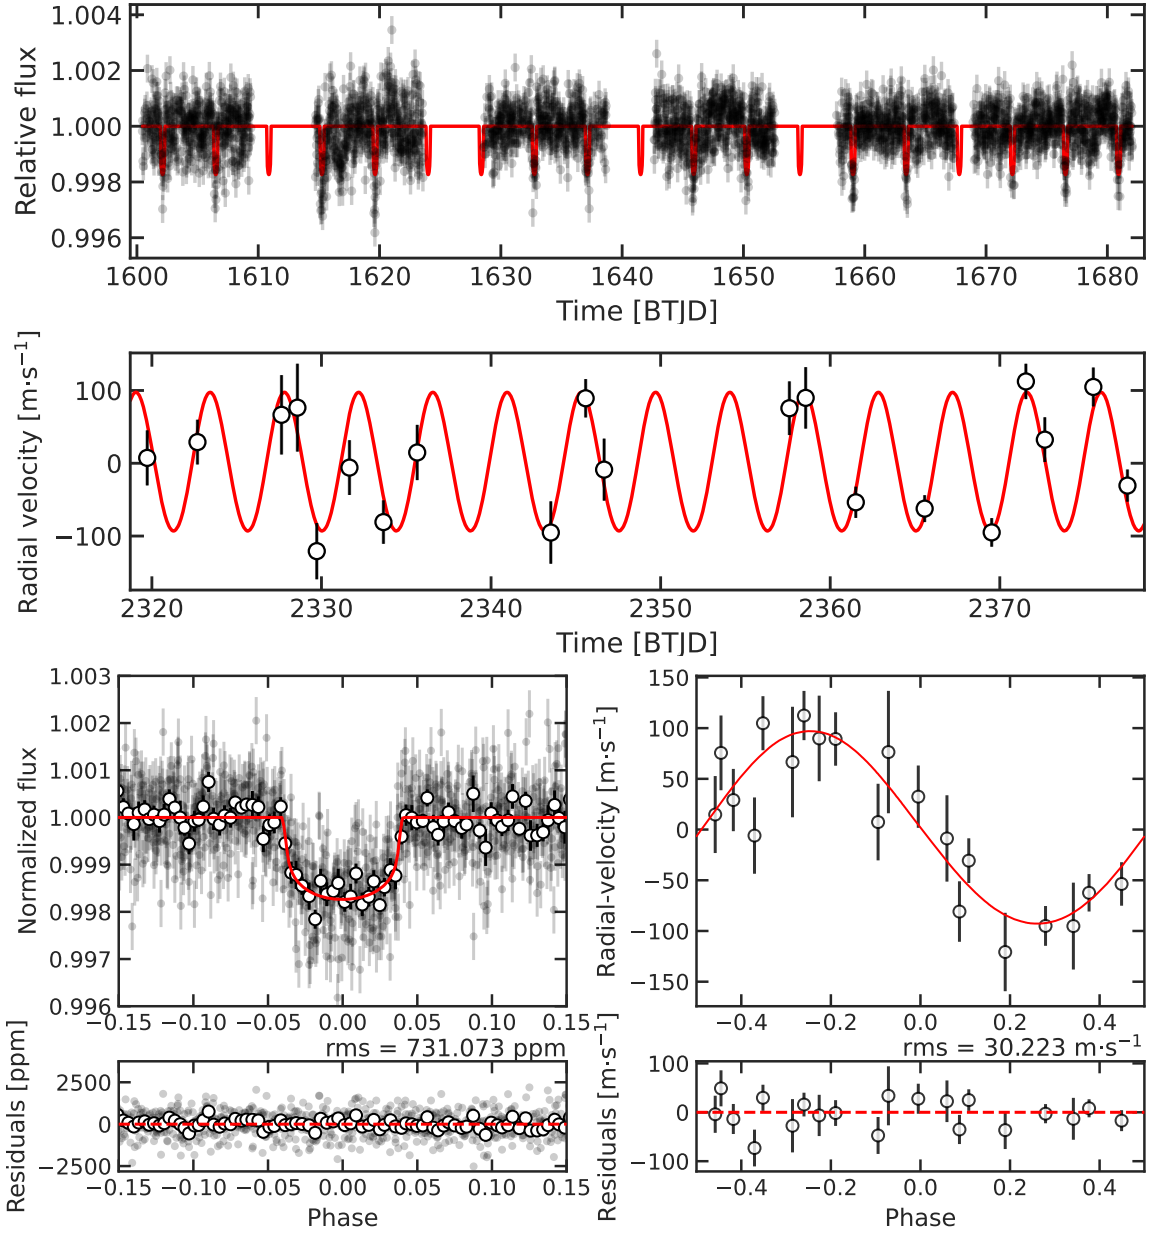 1.004
1.002
1.000
0.998
0.996
Relative flux
1600 1610 1620 1630 1640 1650 1660 1670 1680
Time [BTJD]
100
0
−100
Radial velocity [m·s⁻¹]
2320 2330 2340 2350 2360 2370
Time [BTJD]
1.003
1.002
1.001
1.000
0.999
0.998
0.997
0.996
Normalized flux
−0.15 −0.10 −0.05 0.00 0.05 0.10 0.15
rms = 731.073 ppm
2500
0
−2500
Residuals [ppm]
−0.15 −0.10 −0.05 0.00 0.05 0.10 0.15
Phase
150
100
50
0
−50
−100
−150
Radial-velocity [m·s⁻¹]
−0.4 −0.2 0.0 0.2 0.4
rms = 30.223 m·s⁻¹
100
0
−100
Residuals [m·s⁻¹]
−0.4 −0.2 0.0 0.2 0.4
Phase